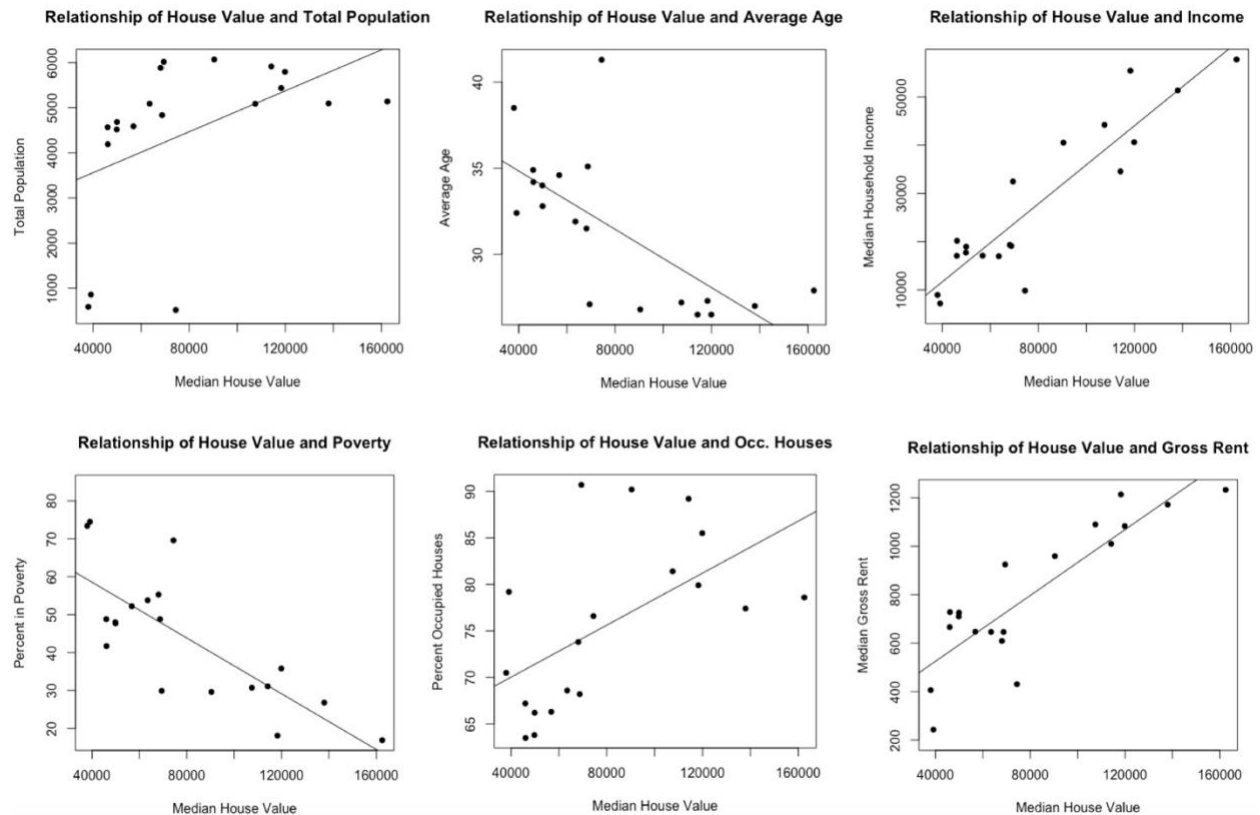 Relationship of House Value and Total Population
Total Population
6000
5000
4000
3000
2000
1000
40000 80000 120000 160000
Median House Value
Relationship of House Value and Average Age
Average Age
40
35
30
40000 80000 120000 160000
Median House Value
Relationship of House Value and Income
Median Household Income
50000
30000
10000
40000 80000 120000 160000
Median House Value
Relationship of House Value and Poverty
Percent in Poverty
80
70
60
50
40
30
20
40000 80000 120000 160000
Median House Value
Relationship of House Value and Occ. Houses
Percent Occupied Houses
90
85
80
75
70
65
40000 80000 120000 160000
Median House Value
Relationship of House Value and Gross Rent
Median Gross Rent
1200
1000
800
600
400
200
40000 80000 120000 160000
Median House Value